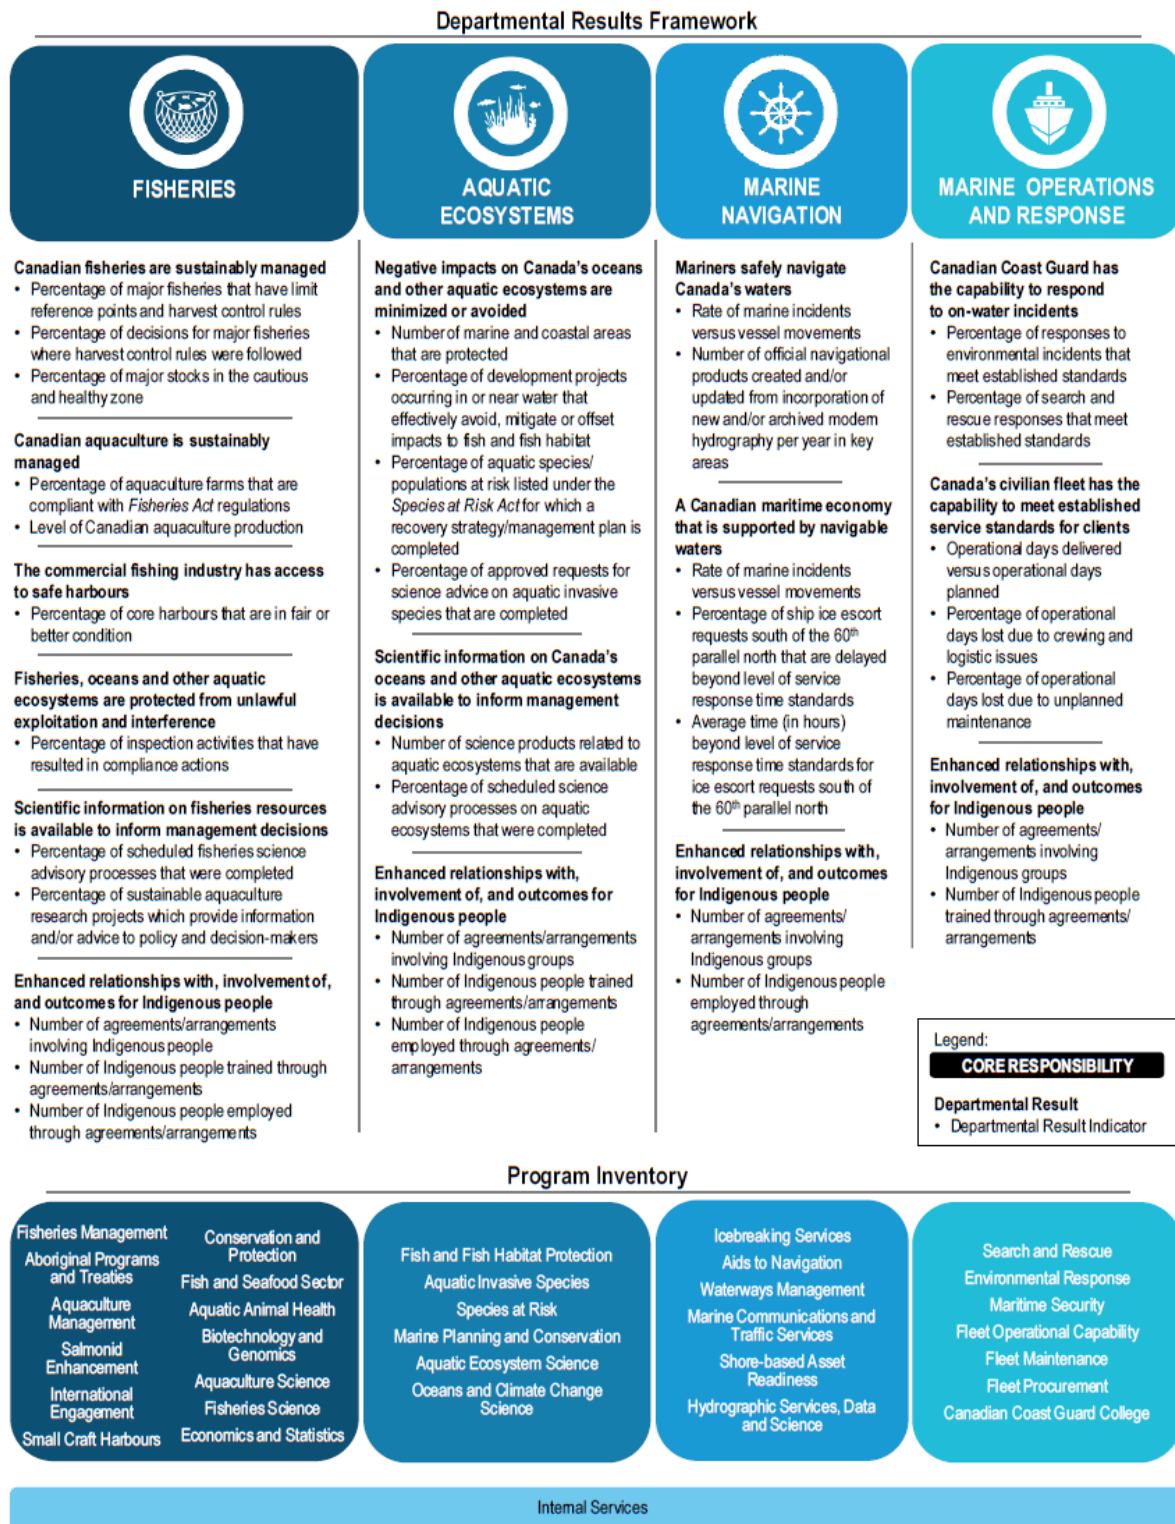 Departmental Results Framework
FISHERIES
Canadian fisheries are sustainably managed
• Percentage of major fisheries that have limit
reference points and harvest control rules
• Percentage of decisions for major fisheries
where harvest control rules were followed
• Percentage of major stocks in the cautious
and healthy zone
Canadian aquaculture is sustainably
managed
• Percentage of aquaculture farms that are
compliant with Fisheries Act regulations
• Level of Canadian aquaculture production
The commercial fishing industry has access
to safe harbours
• Percentage of core harbours that are in fair or
better condition
Fisheries, oceans and other aquatic
ecosystems are protected from unlawful
exploitation and interference
• Percentage of inspection activities that have
resulted in compliance actions
Scientific information on fisheries resources
is available to inform management decisions
• Percentage of scheduled fisheries science
advisory processes that were completed
• Percentage of sustainable aquaculture
research projects which provide information
and/or advice to policy and decision-makers
Enhanced relationships with, involvement of,
and outcomes for Indigenous people
• Number of agreements/arrangements
involving Indigenous people
• Number of Indigenous people trained through
agreements/arrangements
• Number of Indigenous people employed
through agreements/arrangements
AQUATIC
ECOSYSTEMS
Negative impacts on Canada's oceans
and other aquatic ecosystems are
minimized or avoided
• Number of marine and coastal areas
that are protected
• Percentage of development projects
occurring in or near water that
effectively avoid, mitigate or offset
impacts to fish and fish habitat
• Percentage of aquatic species/
populations at risk listed under the
Species at Risk Act for which a
recovery strategy/management plan is
completed
• Percentage of approved requests for
science advice on aquatic invasive
species that are completed
Scientific information on Canada's
oceans and other aquatic ecosystems
is available to inform management
decisions
• Number of science products related to
aquatic ecosystems that are available
• Percentage of scheduled science
advisory processes on aquatic
ecosystems that were completed
Enhanced relationships with,
involvement of, and outcomes for
Indigenous people
• Number of agreements/arrangements
involving Indigenous groups
• Number of Indigenous people trained
through agreements/arrangements
• Number of Indigenous people
employed through agreements/
arrangements
MARINE
NAVIGATION
Mariners safely navigate
Canada's waters
• Rate of marine incidents
versus vessel movements
• Number of official navigational
products created and/or
updated from incorporation of
new and/or archived modern
hydrography per year in key
areas
A Canadian maritime economy
that is supported by navigable
waters
• Rate of marine incidents
versus vessel movements
• Percentage of ship ice escort
requests south of the 60th
parallel north that are delayed
beyond level of service
response time standards
• Average time (in hours)
beyond level of service
response time standards for
ice escort requests south of
the 60th parallel north
Enhanced relationships with,
involvement of, and outcomes
for Indigenous people
• Number of agreements/
arrangements involving
Indigenous groups
• Number of Indigenous people
employed through
agreements/arrangements
MARINE OPERATIONS
AND RESPONSE
Canadian Coast Guard has
the capability to respond
to on-water incidents
• Percentage of responses to
environmental incidents that
meet established standards
• Percentage of search and
rescue responses that meet
established standards
Canada's civilian fleet has the
capability to meet established
service standards for clients
• Operational days delivered
versus operational days
planned
• Percentage of operational
days lost due to crewing and
logistic issues
• Percentage of operational
days lost due to unplanned
maintenance
Enhanced relationships with,
involvement of, and outcomes
for Indigenous people
• Number of agreements/
arrangements involving
Indigenous groups
• Number of Indigenous people
trained through agreements/
arrangements
Legend:
CORE RESPONSIBILITY
Departmental Result
• Departmental Result Indicator
Program Inventory
Fisheries Management
Aboriginal Programs
and Treaties
Aquaculture
Management
Salmonid
Enhancement
International
Engagement
Small Craft Harbours
Conservation and
Protection
Fish and Seafood Sector
Aquatic Animal Health
Biotechnology and
Genomics
Aquaculture Science
Fisheries Science
Economics and Statistics
Fish and Fish Habitat Protection
Aquatic Invasive Species
Species at Risk
Marine Planning and Conservation
Aquatic Ecosystem Science
Oceans and Climate Change
Science
Icebreaking Services
Aids to Navigation
Waterways Management
Marine Communications and
Traffic Services
Shore-based Asset
Readiness
Hydrographic Services, Data
and Science
Search and Rescue
Environmental Response
Maritime Security
Fleet Operational Capability
Fleet Maintenance
Fleet Procurement
Canadian Coast Guard College
Internal Services